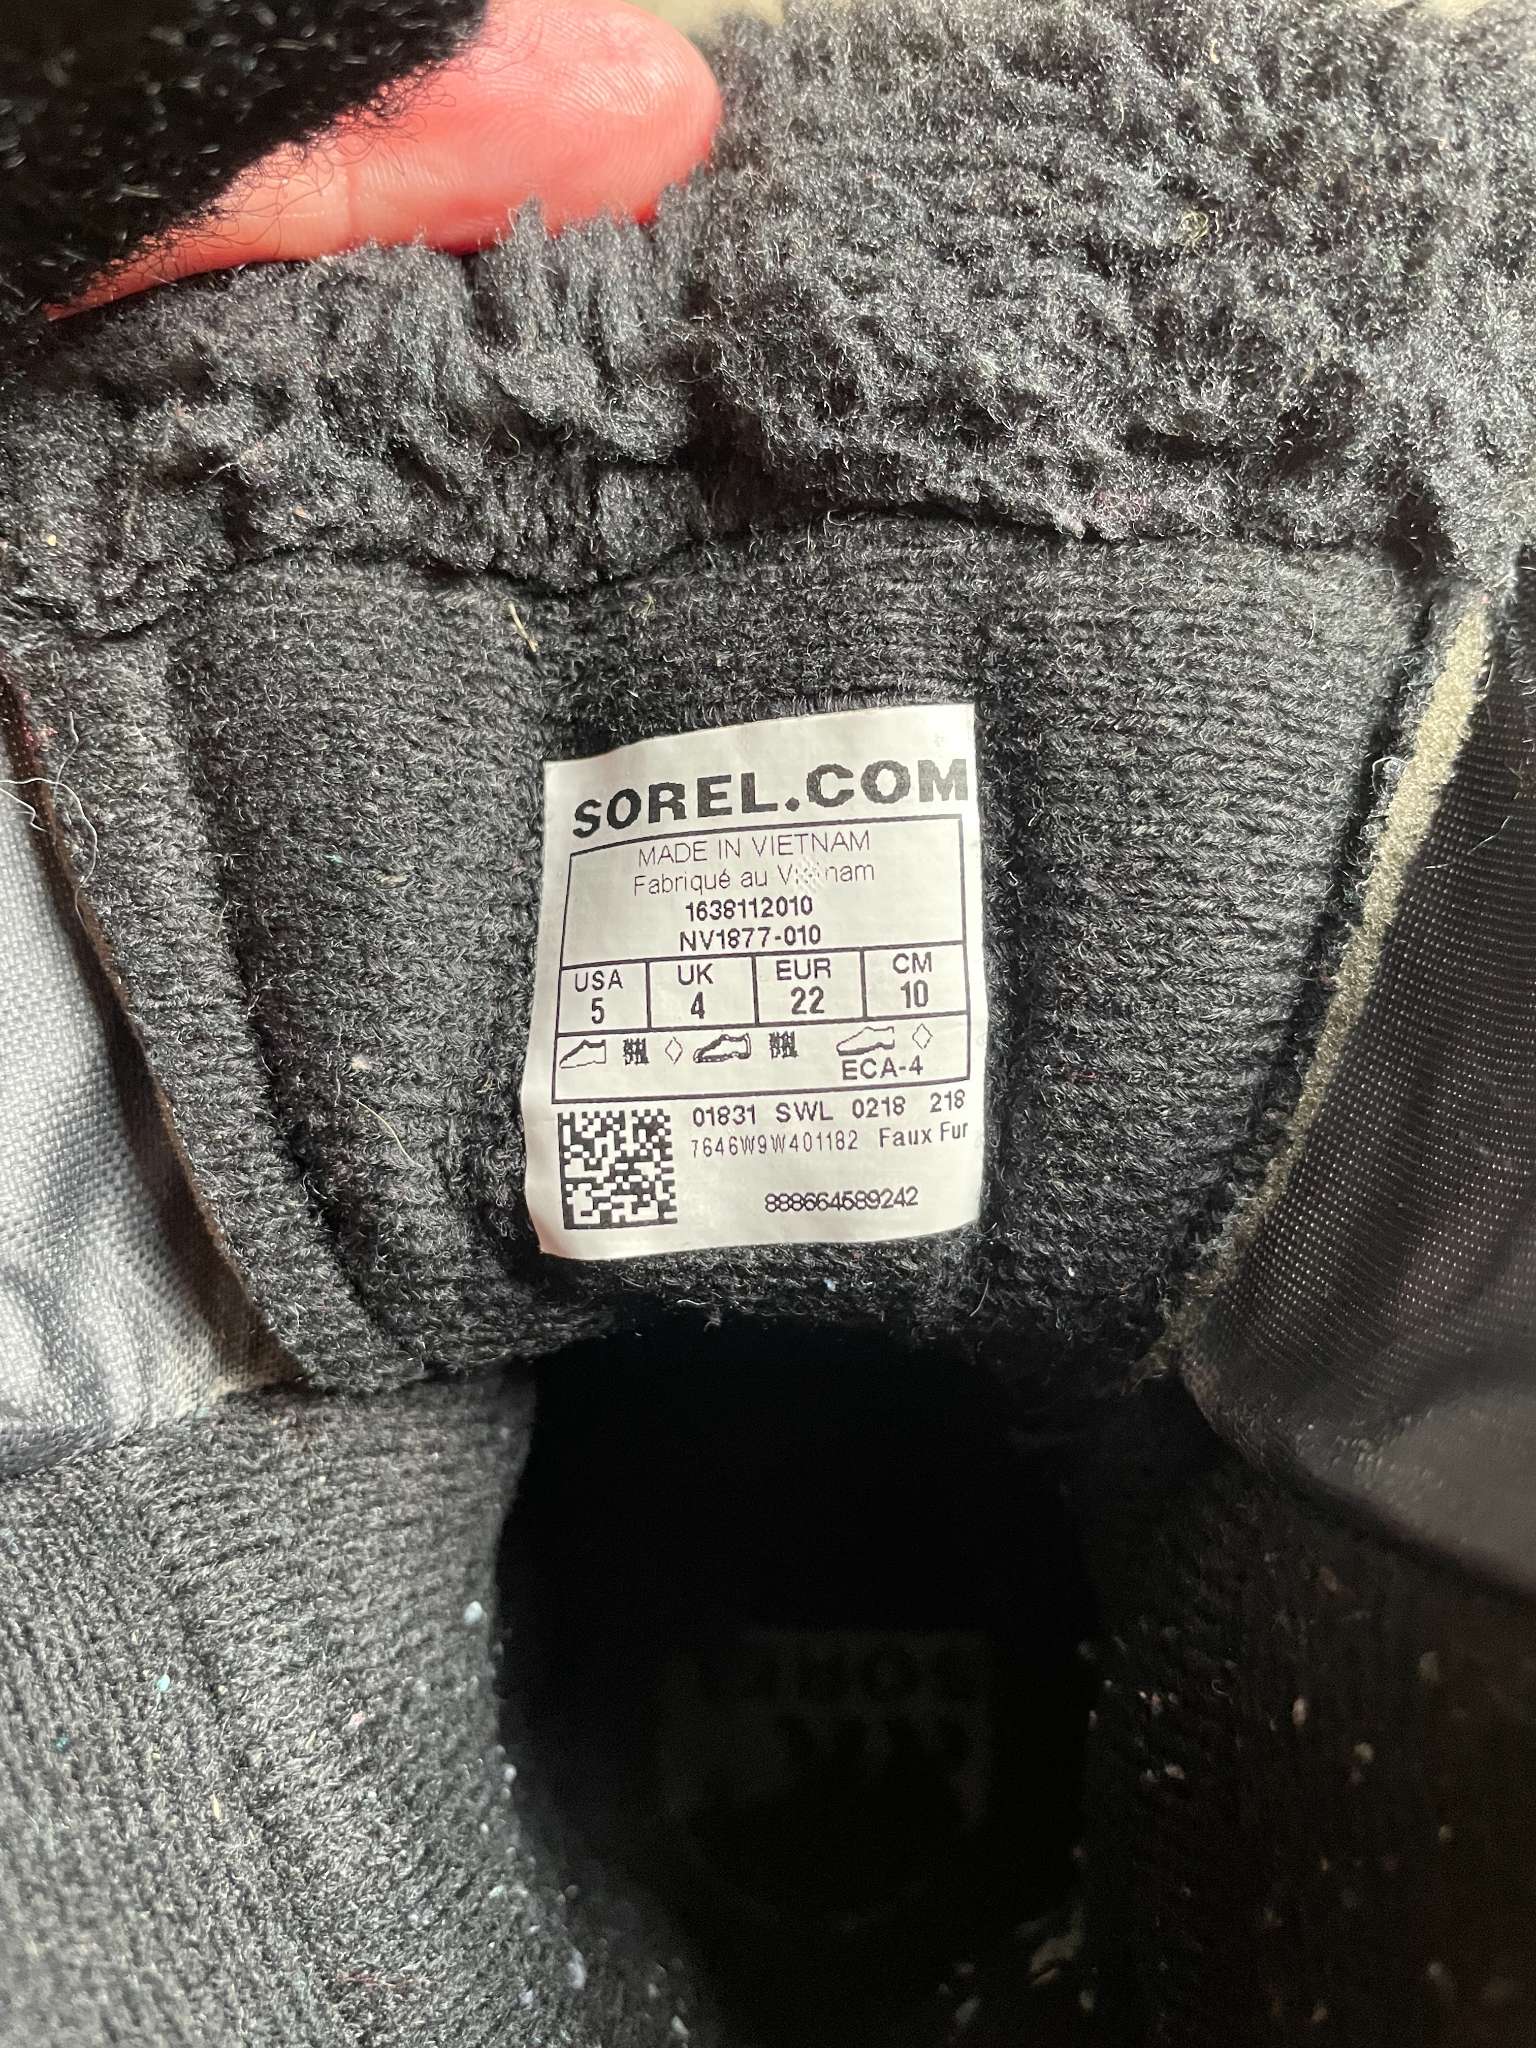 SOREL.COM
MADE IN VIETNAM
Fabriqué au Vietnam
1638112010
NV1877-010
USA UK EUR CM
5 4 22 10
ECA-4
01831 SWL 0218 218
7646W9W401182 Faux Fur
888664589242